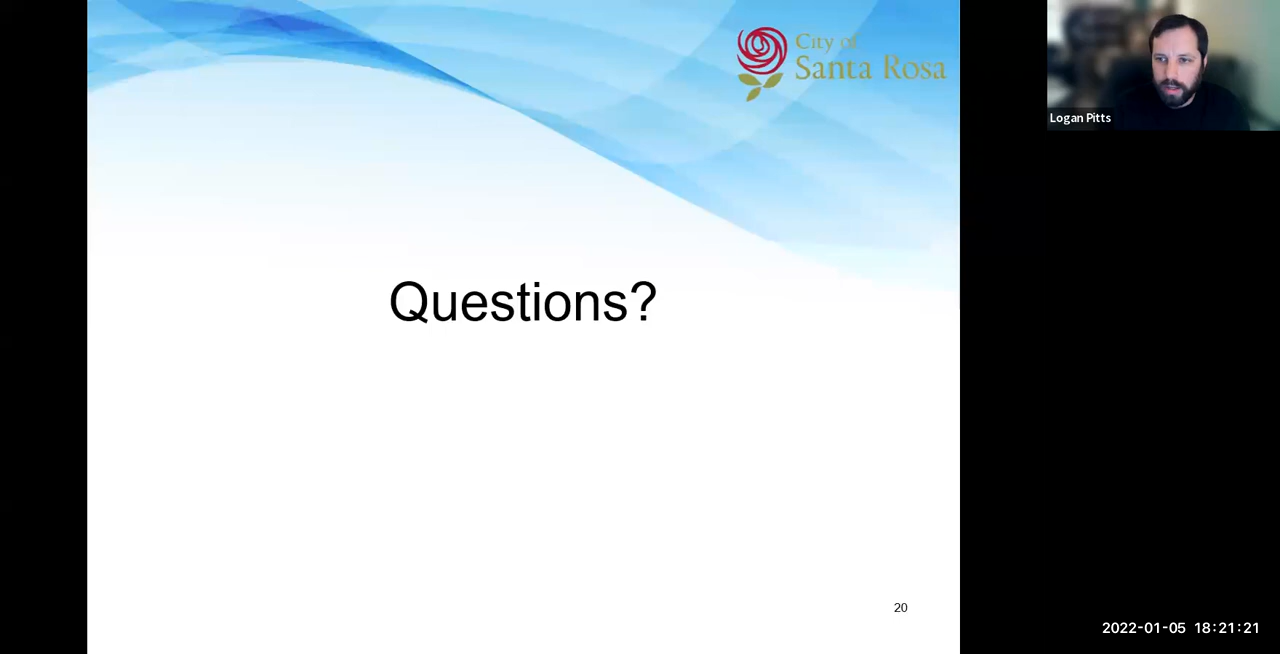 City of
Santa Rosa
Logan Pitts
Questions?
20
2022-01-05 18:21:21